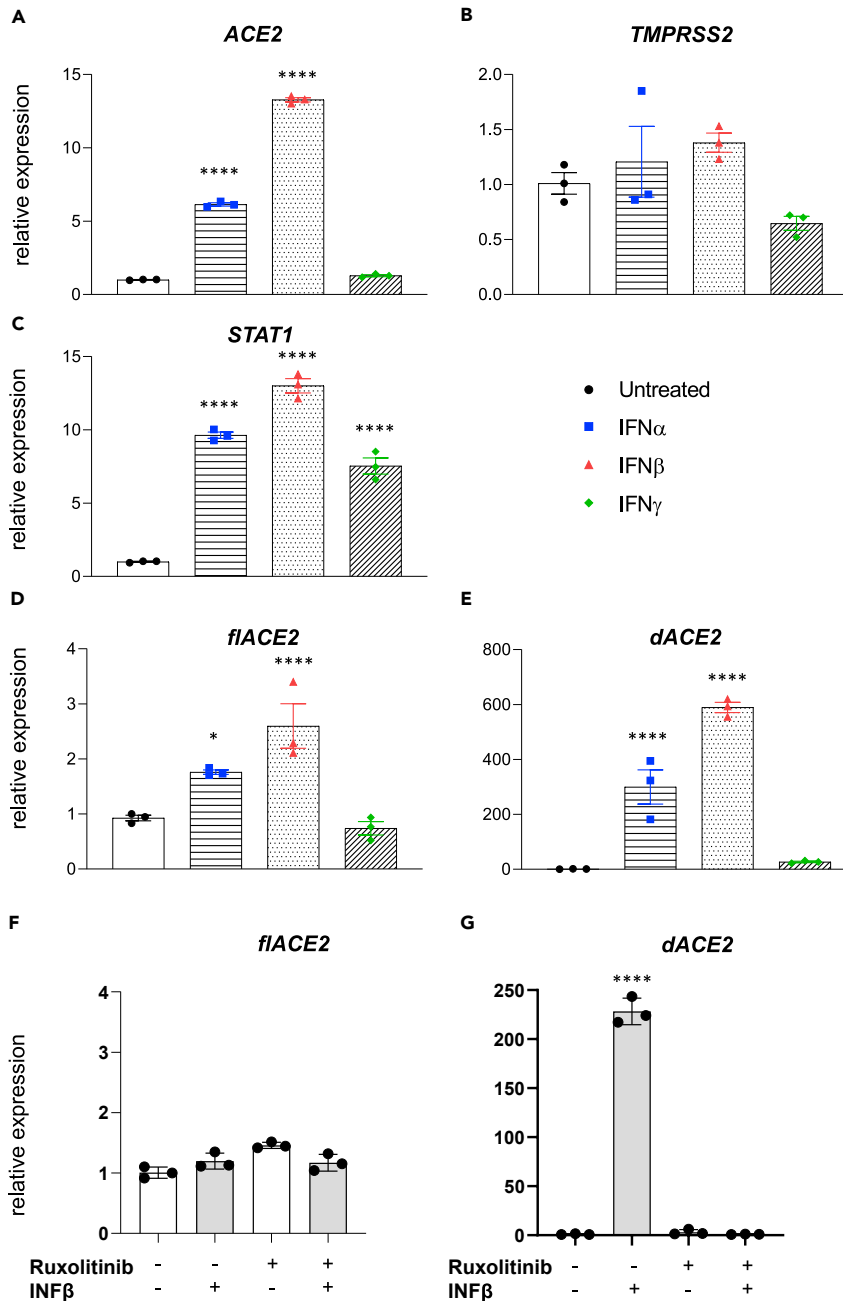 A
ACE2
relative expression
15
10
5
0
****
****
B
TMPRSS2
2.0
1.5
1.0
0.5
0.0
C
STAT1
relative expression
15
10
5
0
****
****
****
Untreated
IFNα
IFNβ
IFNγ
D
flACE2
relative expression
4
3
2
1
0
*
****
E
dACE2
800
600
400
200
0
****
****
F
flACE2
relative expression
4
3
2
1
0
Ruxolitinib - - + +
INFβ - + - +
G
dACE2
250
200
150
100
50
0
****
Ruxolitinib - - + +
INFβ - + - +